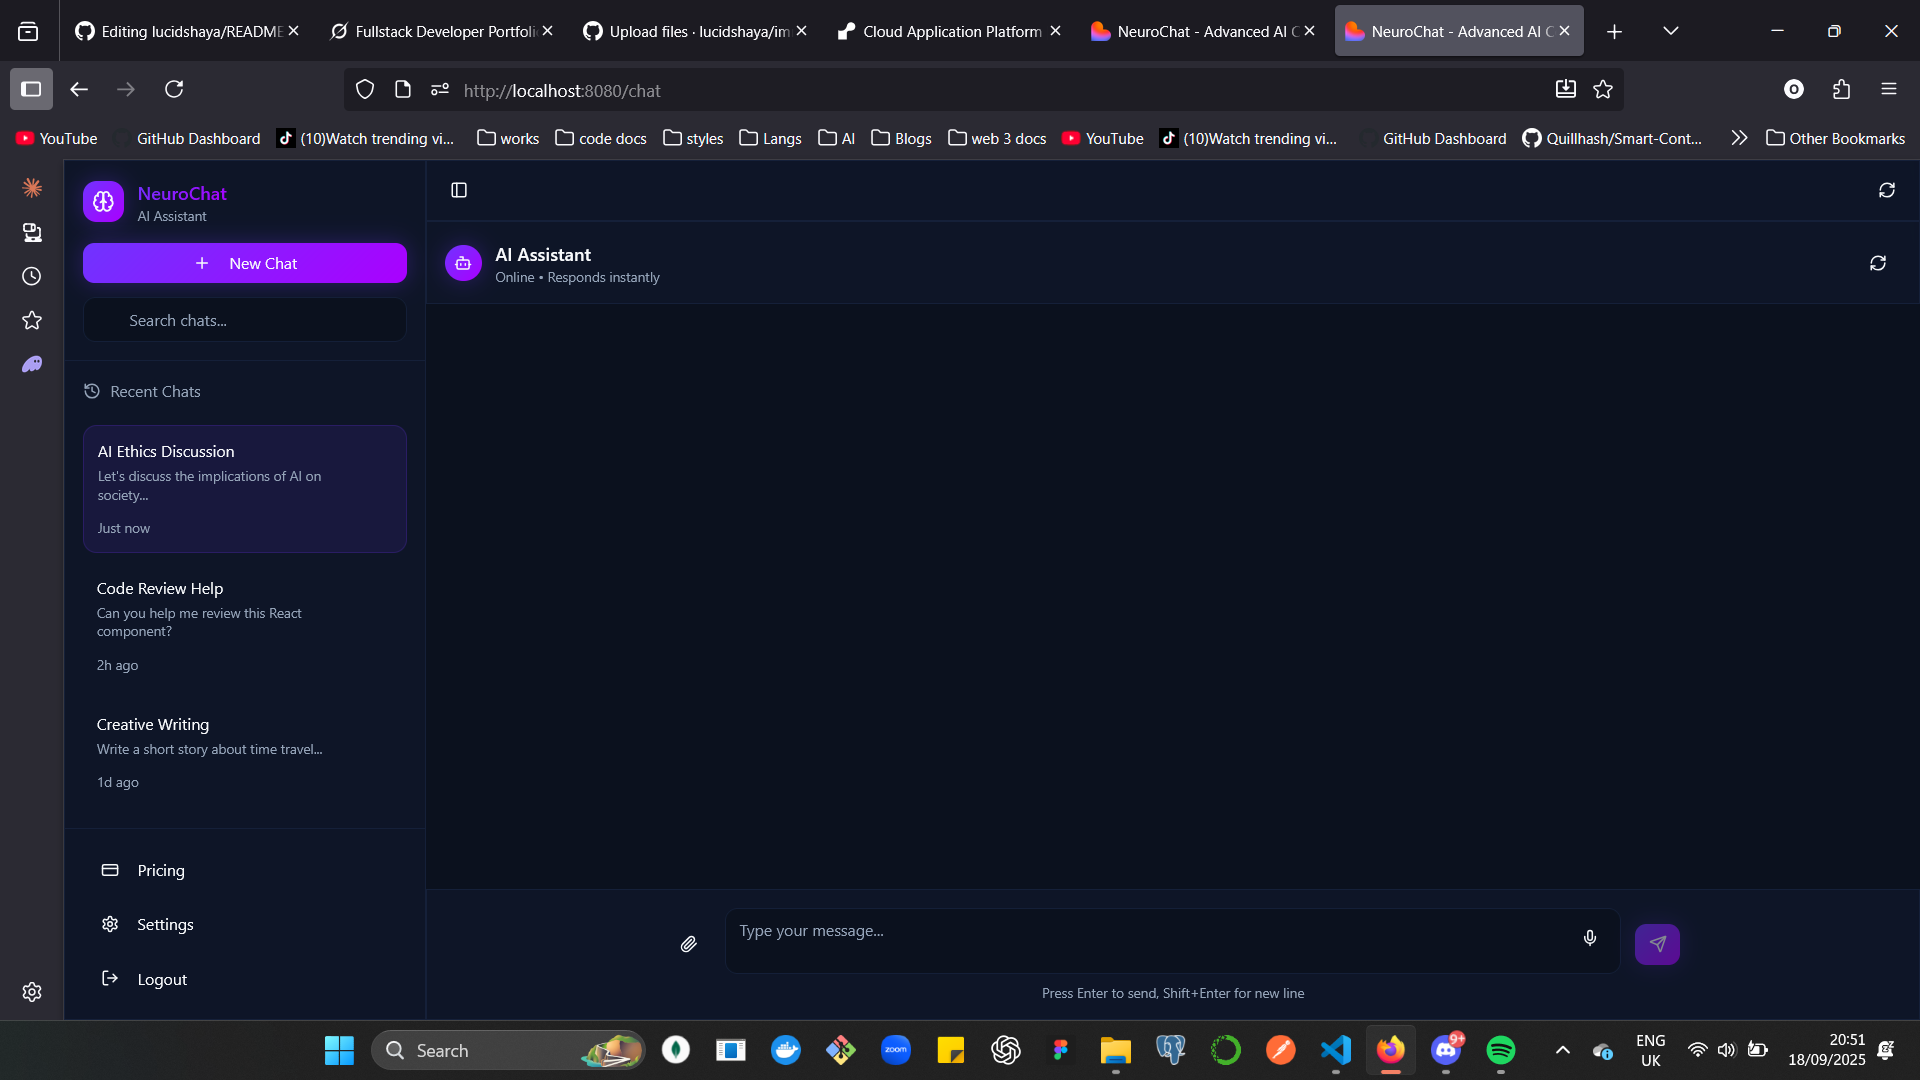 Editing lucidshaya/README
Fullstack Developer Portfoli
Upload files · lucidshaya/im
Cloud Application Platform
NeuroChat - Advanced AI C
NeuroChat - Advanced AI C
http://localhost:8080/chat
YouTube
GitHub Dashboard
(10)Watch trending vi...
works
code docs
styles
Langs
AI
Blogs
web 3 docs
YouTube
(10)Watch trending vi...
GitHub Dashboard
Quillhash/Smart-Cont...
Other Bookmarks
NeuroChat
AI Assistant
New Chat
Search chats...
Recent Chats
AI Ethics Discussion
Let's discuss the implications of AI on
society...
Just now
Code Review Help
Can you help me review this React
component?
2h ago
Creative Writing
Write a short story about time travel...
1d ago
Pricing
Settings
Logout
AI Assistant
Online • Responds instantly
Type your message...
Press Enter to send, Shift+Enter for new line
Search
zoom
9+
ENG
UK
20:51
18/09/2025